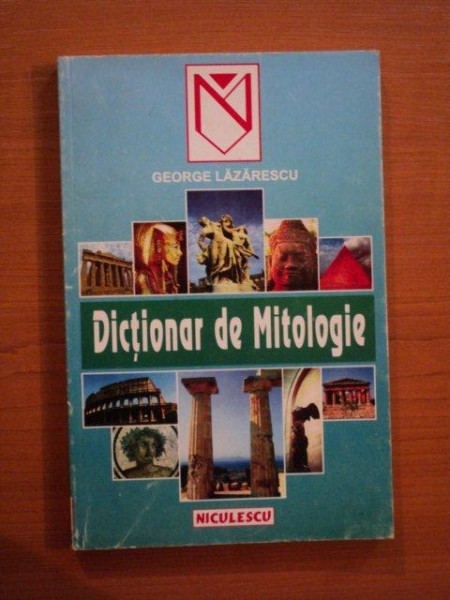 GEORGE LĂZĂRESCU
Dicţionar de Mitologie
NICULESCU